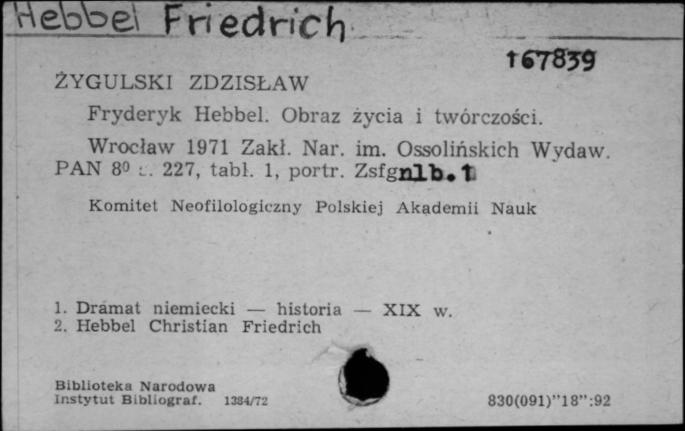 Hebbel Friedrich
167839
ŻYGULSKI ZDZISŁAW
Fryderyk Hebbel. Obraz życia i twórczości.
Wrocław 1971 Zakł. Nar. im. Ossolińskich Wydaw.
PAN 8º s. 227, tabl. 1, portr. Zsfgnlb.1
Komitet Neofilologiczny Polskiej Akademii Nauk
1. Dramat niemiecki — historia — XIX w.
2. Hebbel Christian Friedrich
Biblioteka Narodowa
Instytut Bibliograf. 1384/72
830(091)"18":92